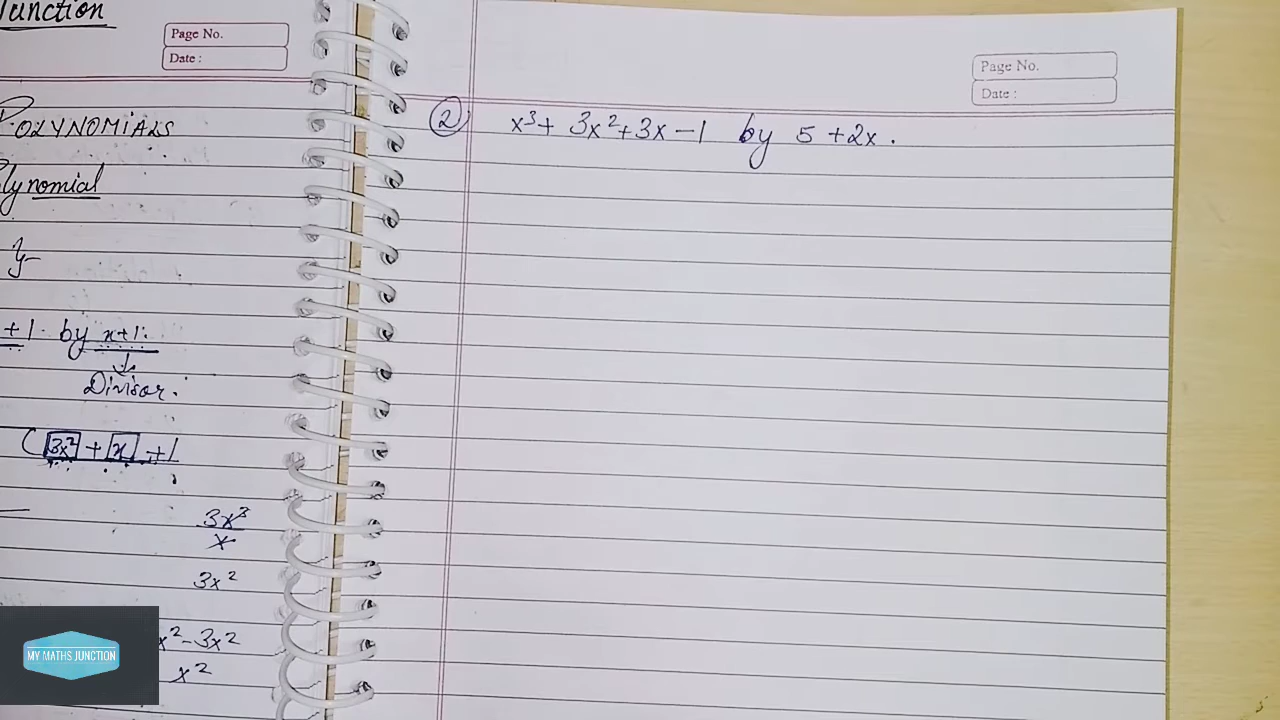 Junction
Page No.
Date :
POLYNOMIALS
lynomial
y
+1. by x+1.
Divisor.
(3x² + x + 1
3x³
x
3x²
x² - 3x²
x²
MY MATHS JUNCTION
Page No.
Date :
2 x³ + 3x² + 3x - 1 by 5 + 2x.